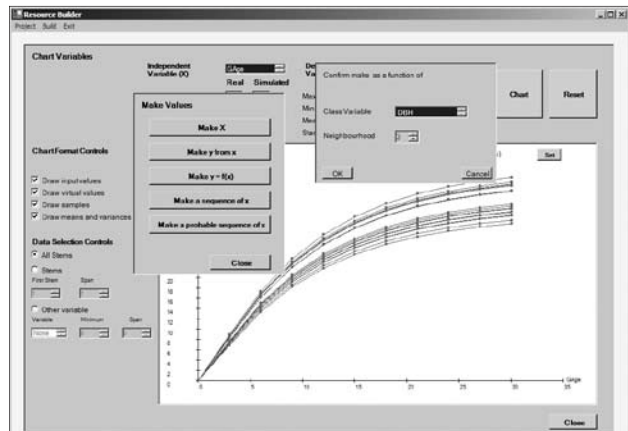 Resource Builder
Project Build Exit
Chart Variables
Independent
Variable (X)
Real Simulated
Make Values
Make X
Make y from x
Make y = f(x)
Make a sequence of x
Make a probable sequence of x
Close
Confirm make as a function of
Class Variable
DBH
Neighbourhood
OK
Cancel
Chart
Reset
Set
Chart Format Controls
Draw input values
Draw virtual values
Draw samples
Draw means and variances
Data Selection Controls
All Stems
Stems
First Stem Span
Other variable
Variable Minimum Span
None
20
18
16
14
12
10
8
6
4
2
0
0 5 10 15 20 25 30 35
Close